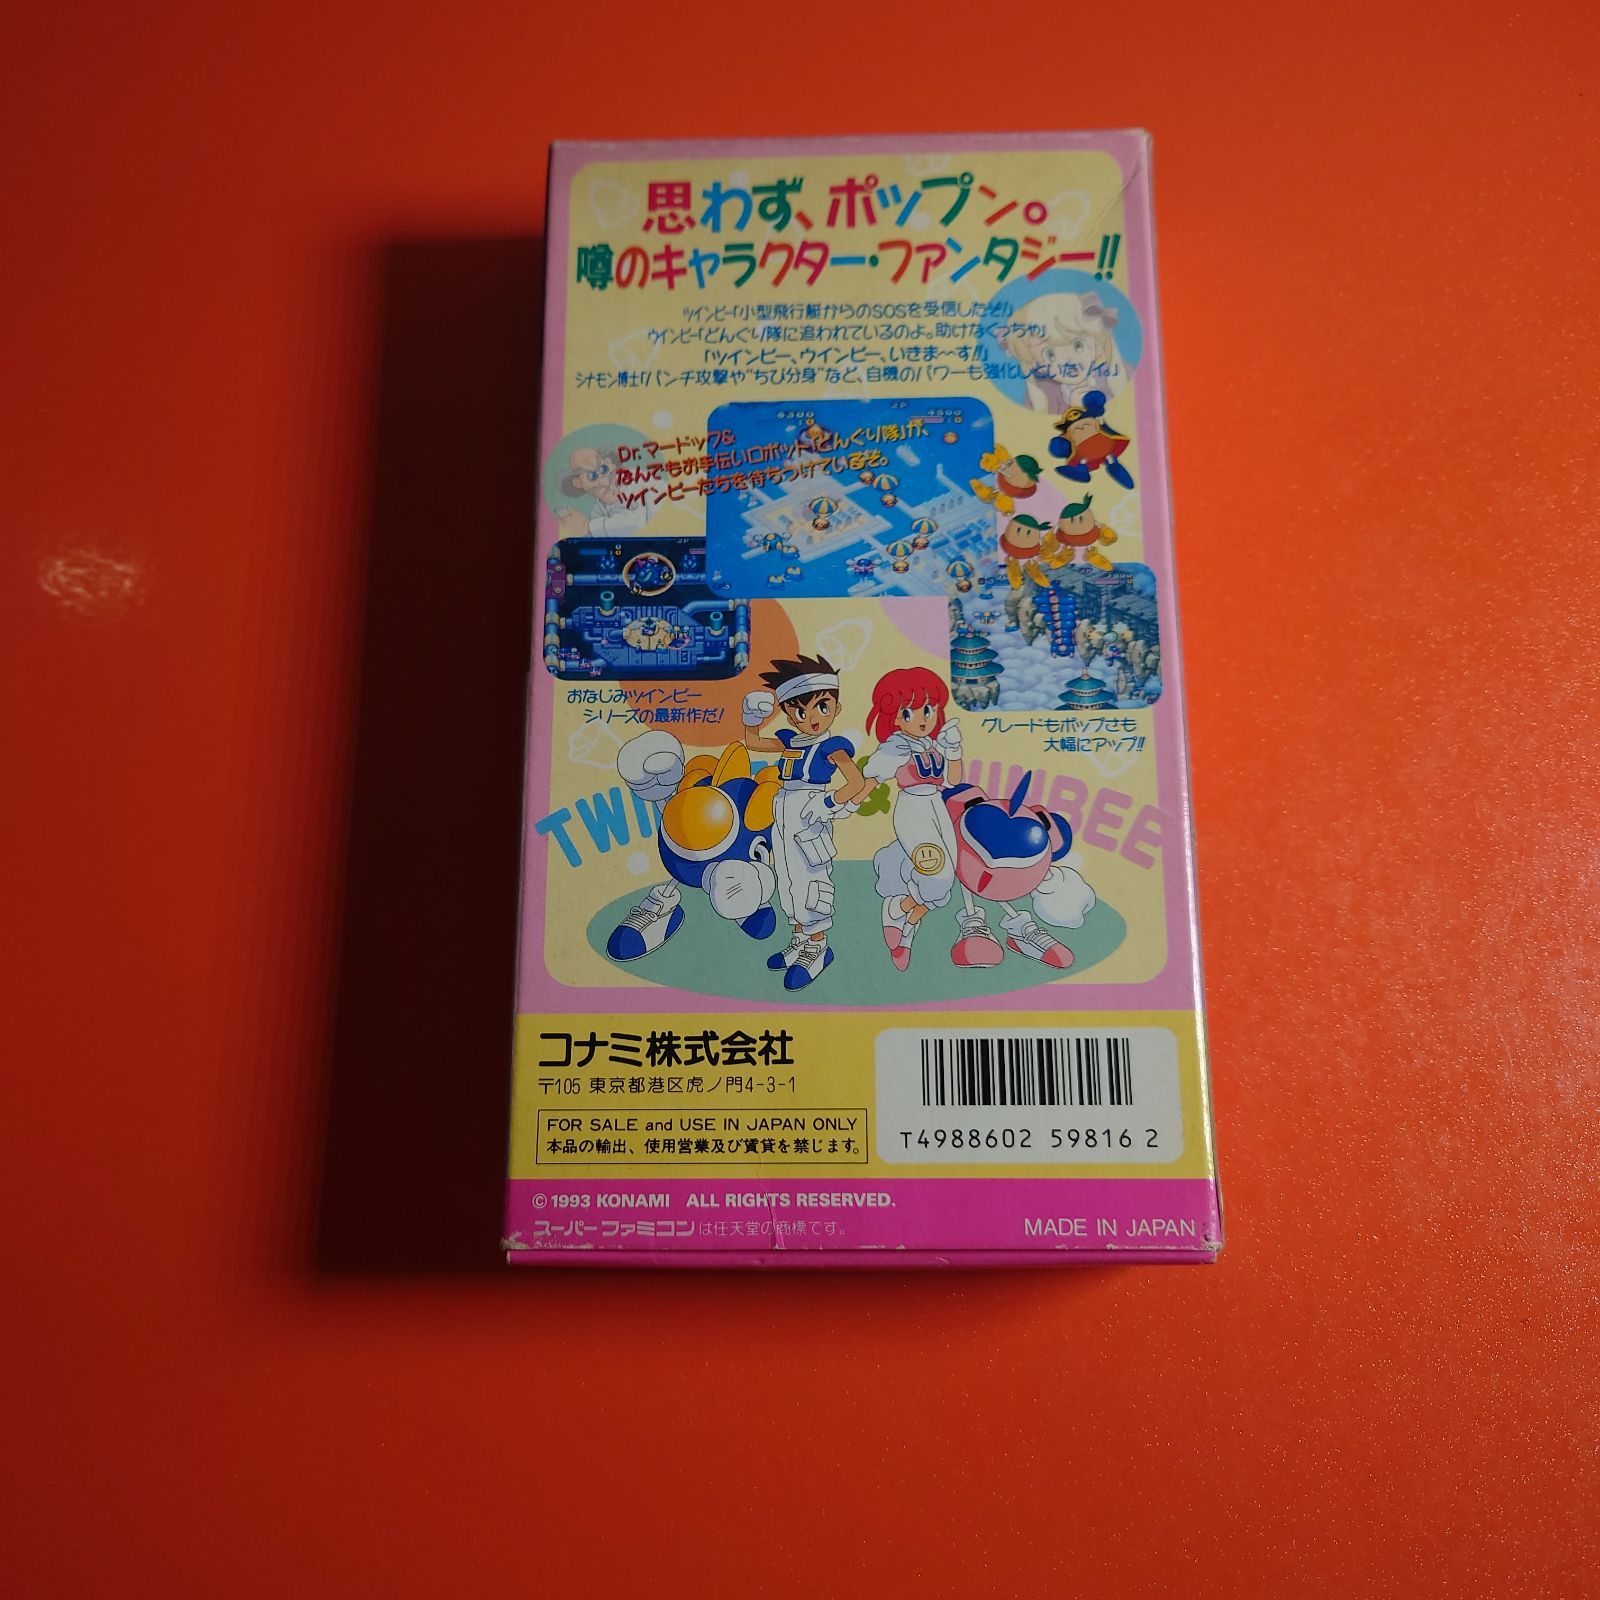 思わず、ポップン。
噂のキャラクター・ファンタジー!!
ツインビー「小型飛行艇からのSOSを受信したぞ!」
ウインビー「どんぐり隊に追われているのよ。助けなくっちゃ」
「ツインビー、ウインビー、いきま〜〜す!!」
シナモン博士「パンチ攻撃や"ちび分身"など、自機のパワーも強化しといたゾイ。」
6300 2P 4500
Dr.マードック&
なんでもお手伝いロボット「どんぐり隊」が、
ツインビーたちを待ちつけているぞ。
おなじみツインビー
シリーズの最新作だ!
グレードもポップさも
大幅にアップ!!
T
W
コナミ株式会社
〒105 東京都港区虎ノ門4-3-1
FOR SALE and USE IN JAPAN ONLY
本品の輸出、使用営業及び賃貸を禁じます。
T4988602 59816 2
© 1993 KONAMI ALL RIGHTS RESERVED.
スーパーファミコンは任天堂の商標です。
MADE IN JAPAN